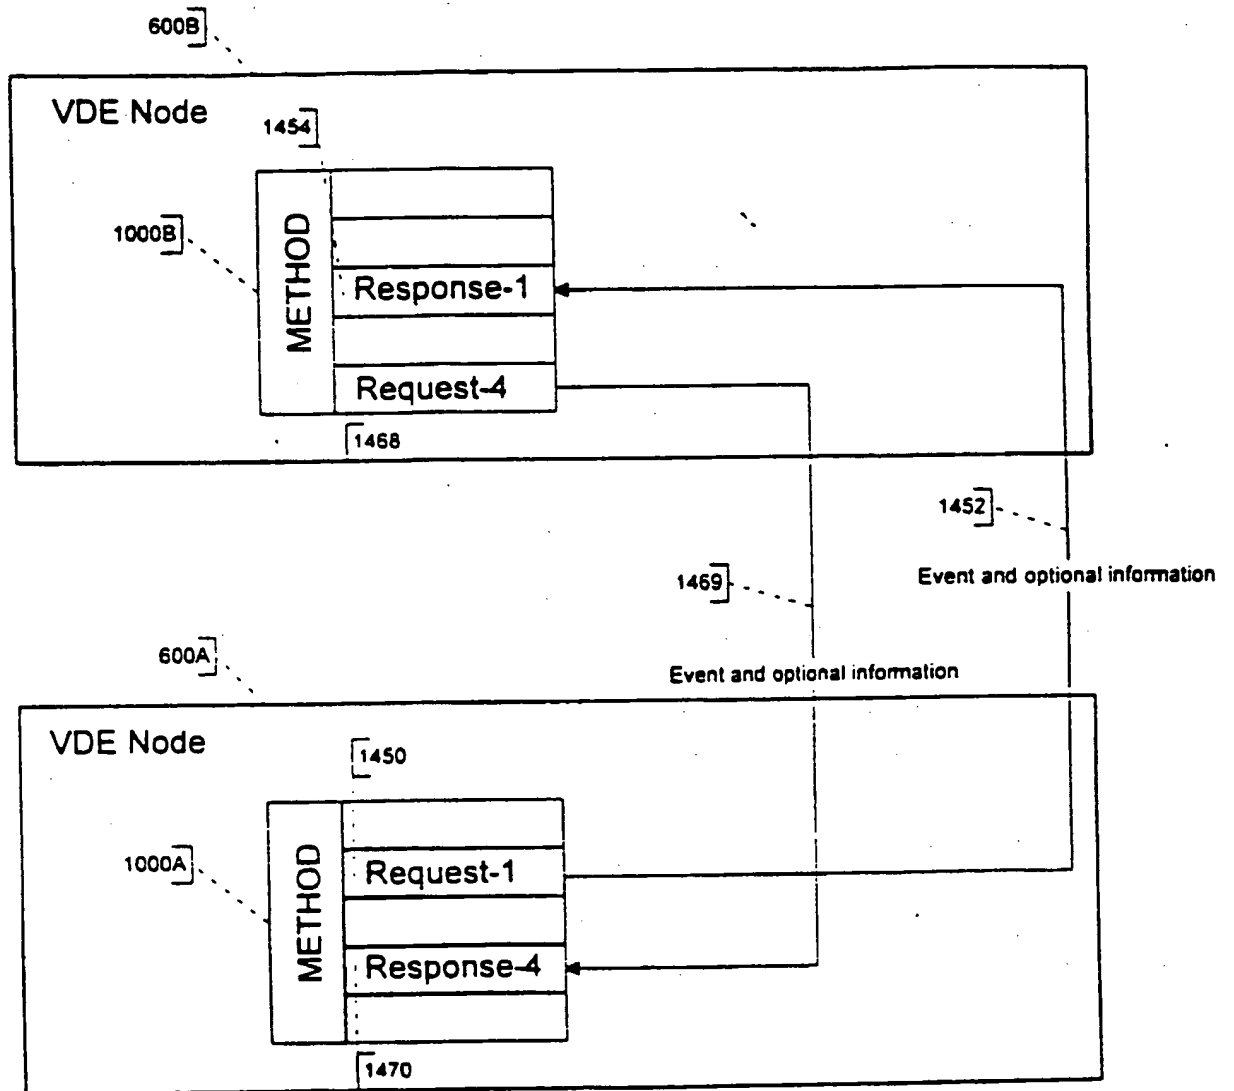 600B
VDE Node
1454
1000B
METHOD
Response-1
Request-4
1468
1452
Event and optional information
1469
Event and optional information
600A
VDE Node
1450
1000A
METHOD
Request-1
Response-4
1470